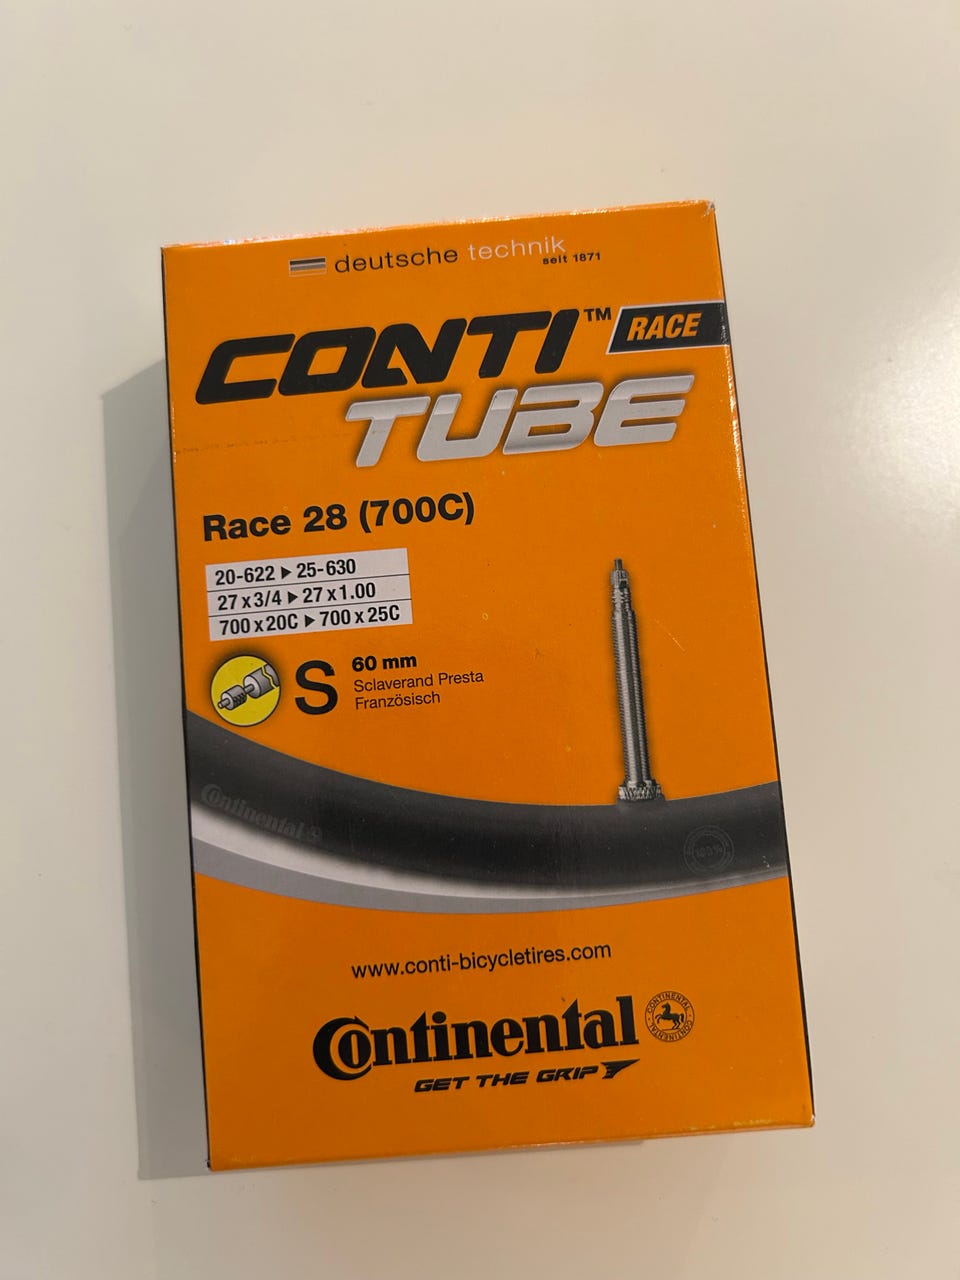 deutsche technik
seit 1871
CONTI™ RACE
TUBE
Race 28 (700C)
20-622 ▸ 25-630
27 x 3/4 ▸ 27 x 1.00
700 x 20C ▸ 700 x 25C
S
60 mm
Sclaverand Presta
Französisch
Continental
100%
www.conti-bicycletires.com
Continental
CONTINENTAL
CONTINENTAL
GET THE GRIP